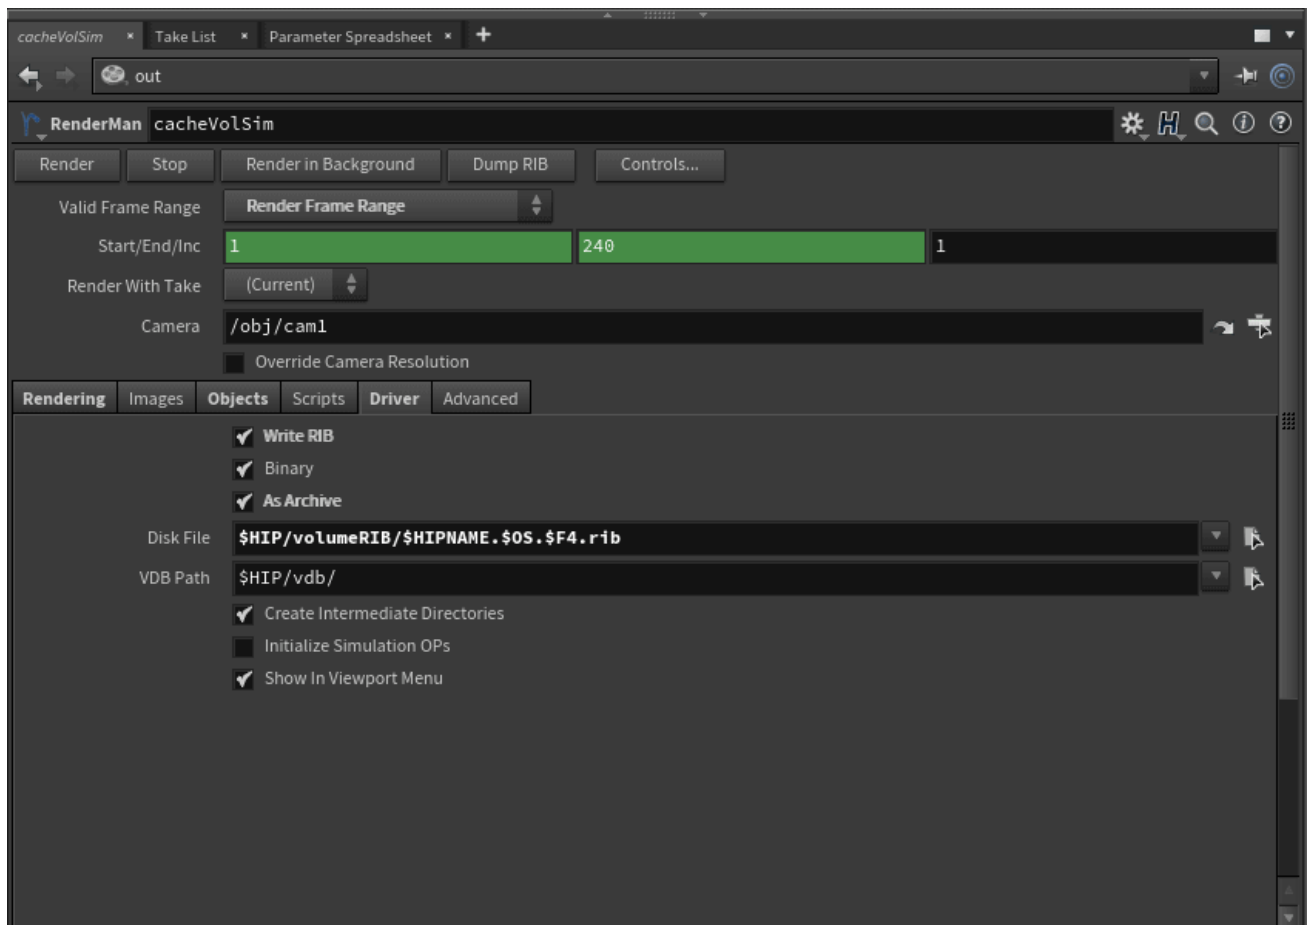 cacheVolSim × Take List × Parameter Spreadsheet × +
out
RenderMan cacheVolSim
Render Stop Render in Background Dump RIB Controls...
Valid Frame Range Render Frame Range
Start/End/Inc 1 240 1
Render With Take (Current)
Camera /obj/cam1
Override Camera Resolution
Rendering Images Objects Scripts Driver Advanced
Write RIB
Binary
As Archive
Disk File $HIP/volumeRIB/$HIPNAME.$OS.$F4.rib
VDB Path $HIP/vdb/
Create Intermediate Directories
Initialize Simulation OPs
Show In Viewport Menu